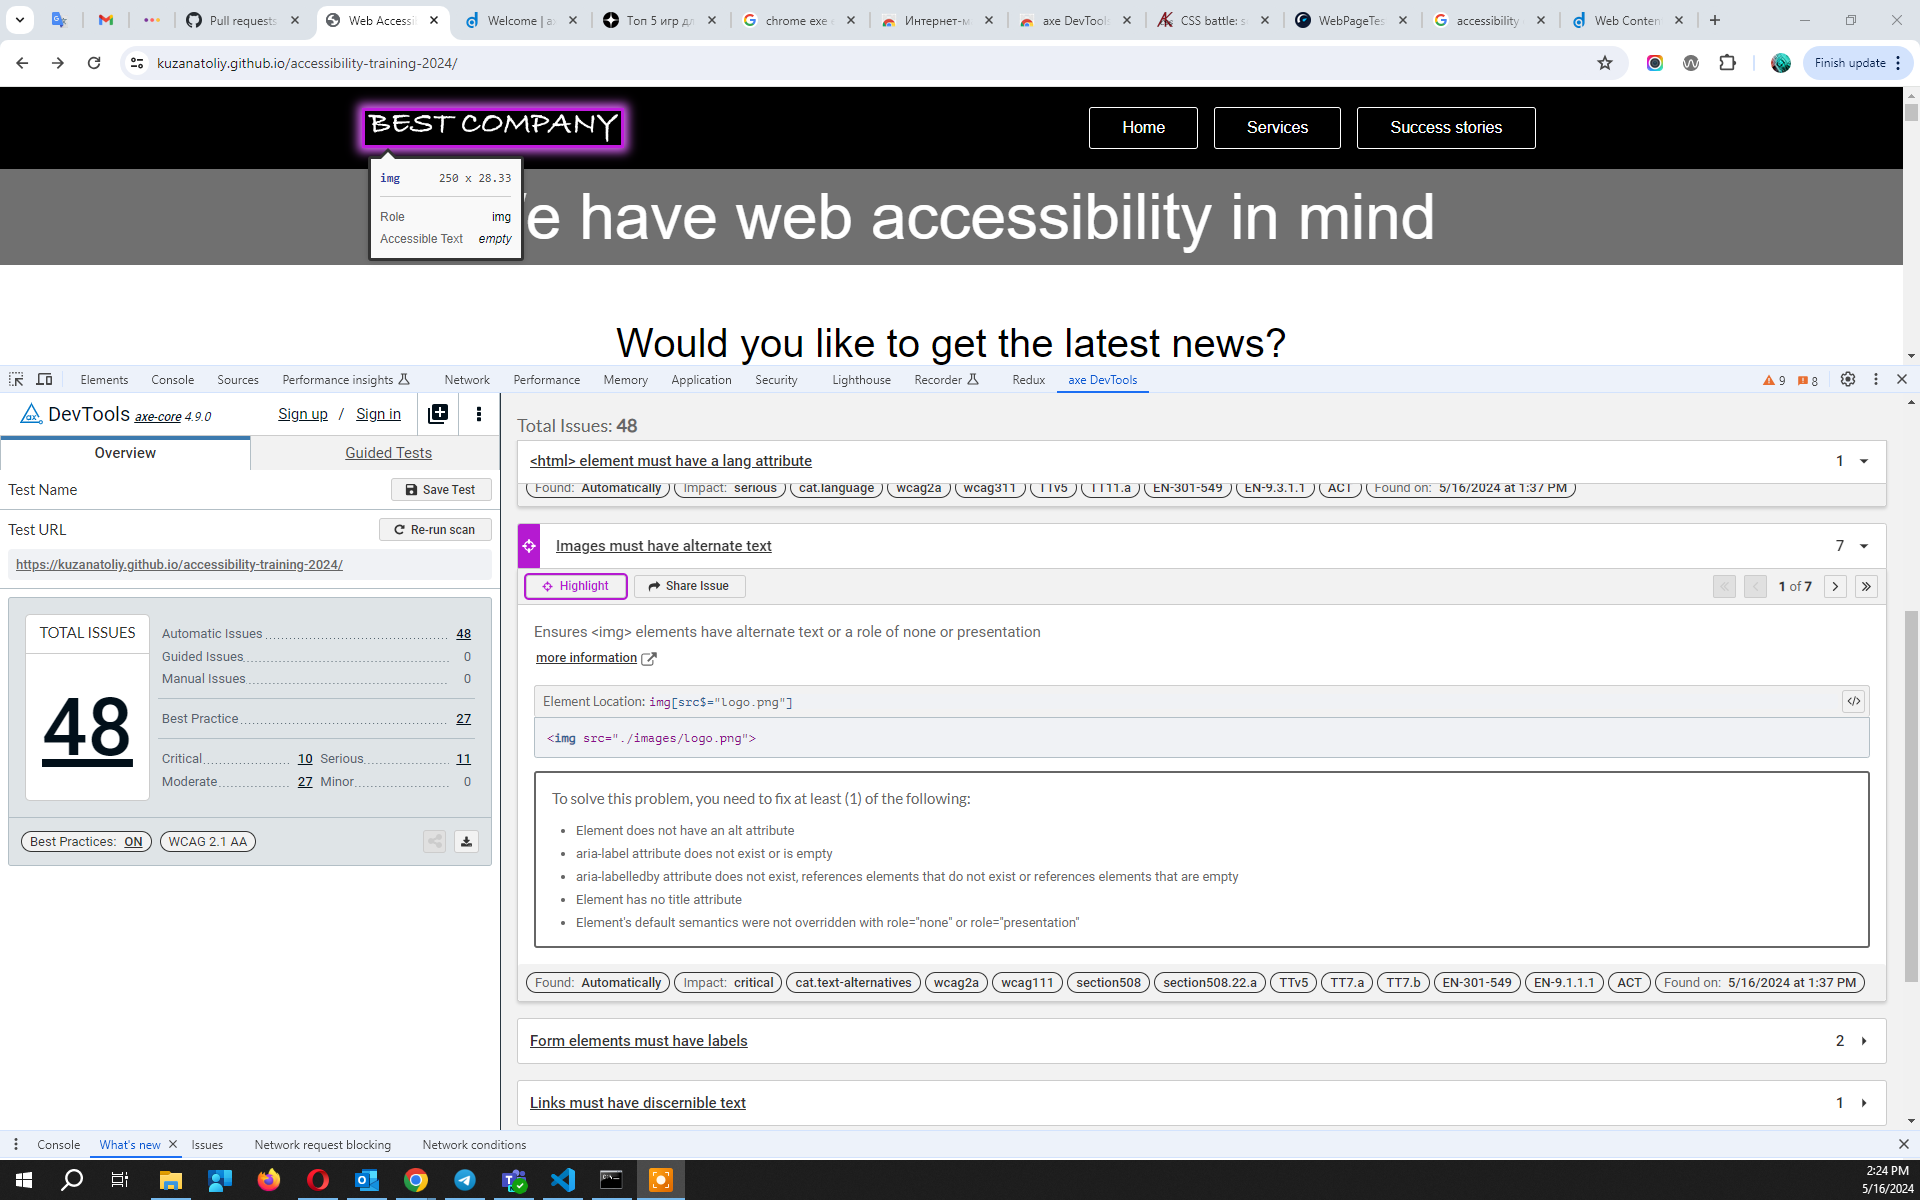 Pull requests
Web Accessi
Welcome | a
Топ 5 игр дл
chrome exe
Интернет-м
axe DevTools
CSS battle: s
WebPageTes
accessibility
Web Conten
kuzanatoliy.github.io/accessibility-training-2024/
Finish update
BEST COMPANY
Home
Services
Success stories
img 250 x 28.33
Role img
Accessible Text empty
e have web accessibility in mind
Would you like to get the latest news?
Elements Console Sources Performance insights Network Performance Memory Application Security Lighthouse Recorder Redux axe DevTools 9 8
DevTools axe-core 4.9.0 Sign up / Sign in
Overview
Guided Tests
Test Name
Save Test
Test URL
Re-run scan
https://kuzanatoliy.github.io/accessibility-training-2024/
TOTAL ISSUES
48
Automatic Issues 48
Guided Issues 0
Manual Issues 0
Best Practice 27
Critical 10 Serious 11
Moderate 27 Minor 0
Best Practices: ON
WCAG 2.1 AA
Total Issues: 48
<html> element must have a lang attribute 1
Found: Automatically Impact: serious cat.language wcag2a wcag311 TTv5 TT11.a EN-301-549 EN-9.3.1.1 ACT Found on: 5/16/2024 at 1:37 PM
Images must have alternate text 7
Highlight
Share Issue
1 of 7
Ensures <img> elements have alternate text or a role of none or presentation
more information
Element Location: img[src$="logo.png"]
</>
<img src="./images/logo.png">
To solve this problem, you need to fix at least (1) of the following:
Element does not have an alt attribute
aria-label attribute does not exist or is empty
aria-labelledby attribute does not exist, references elements that do not exist or references elements that are empty
Element has no title attribute
Element's default semantics were not overridden with role="none" or role="presentation"
Found: Automatically Impact: critical cat.text-alternatives wcag2a wcag111 section508 section508.22.a TTv5 TT7.a TT7.b EN-301-549 EN-9.1.1.1 ACT Found on: 5/16/2024 at 1:37 PM
Form elements must have labels 2
Links must have discernible text 1
Console What's new Issues Network request blocking Network conditions
2:24 PM
5/16/2024